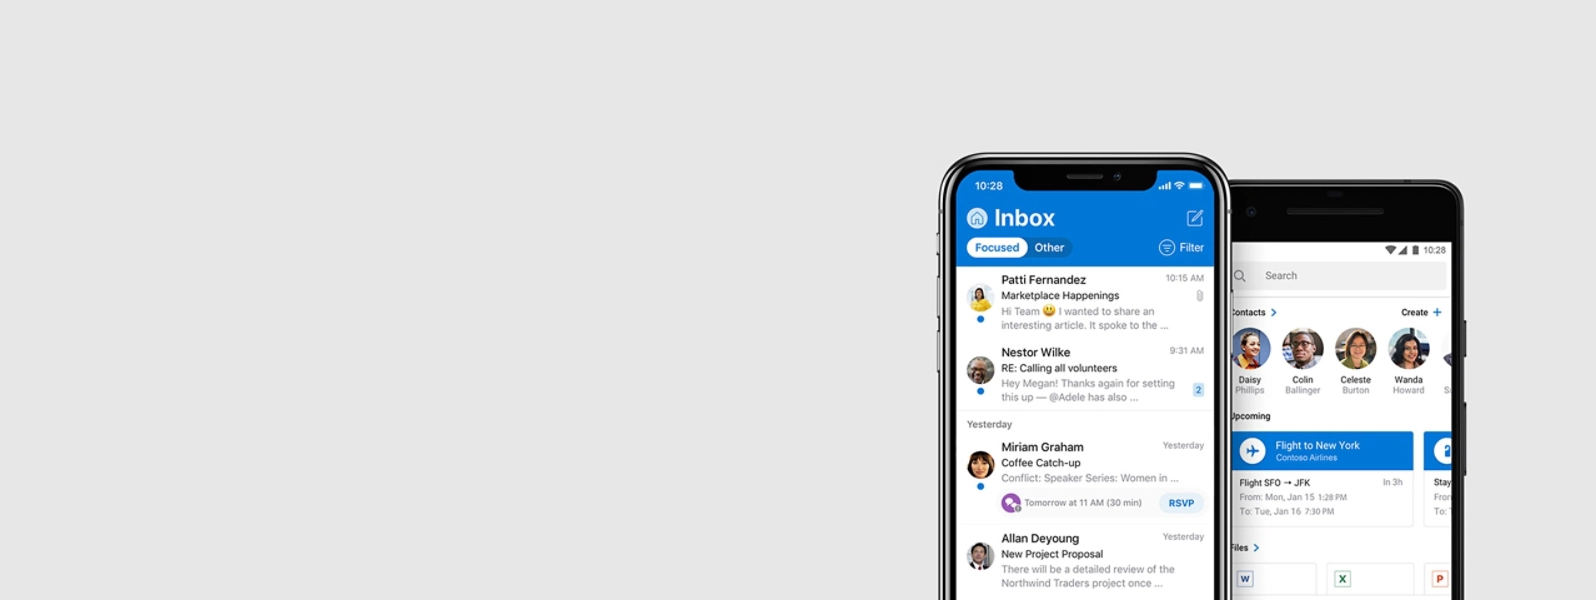 10:28
Inbox
Focused Other Filter
Patti Fernandez 10:15 AM
Marketplace Happenings
Hi Team 😃 I wanted to share an
interesting article. It spoke to the ...
Nestor Wilke 9:31 AM
RE: Calling all volunteers
Hey Megan! Thanks again for setting
this up — @Adele has also ... 2
Yesterday
Miriam Graham Yesterday
Coffee Catch-up
Conflict: Speaker Series: Women in ...
Tomorrow at 11 AM (30 min) RSVP
Allan Deyoung Yesterday
New Project Proposal
There will be a detailed review of the
Northwind Traders project once ...
10:28
Search
Contacts Create +
Daisy Colin Celeste Wanda
Phillips Ballinger Burton Howard
Upcoming
Flight to New York
Contoso Airlines
Flight SFO → JFK In 3h Stay
From: Mon, Jan 15 1:28 PM
To: Tue, Jan 16 7:30 PM
Files
W X P